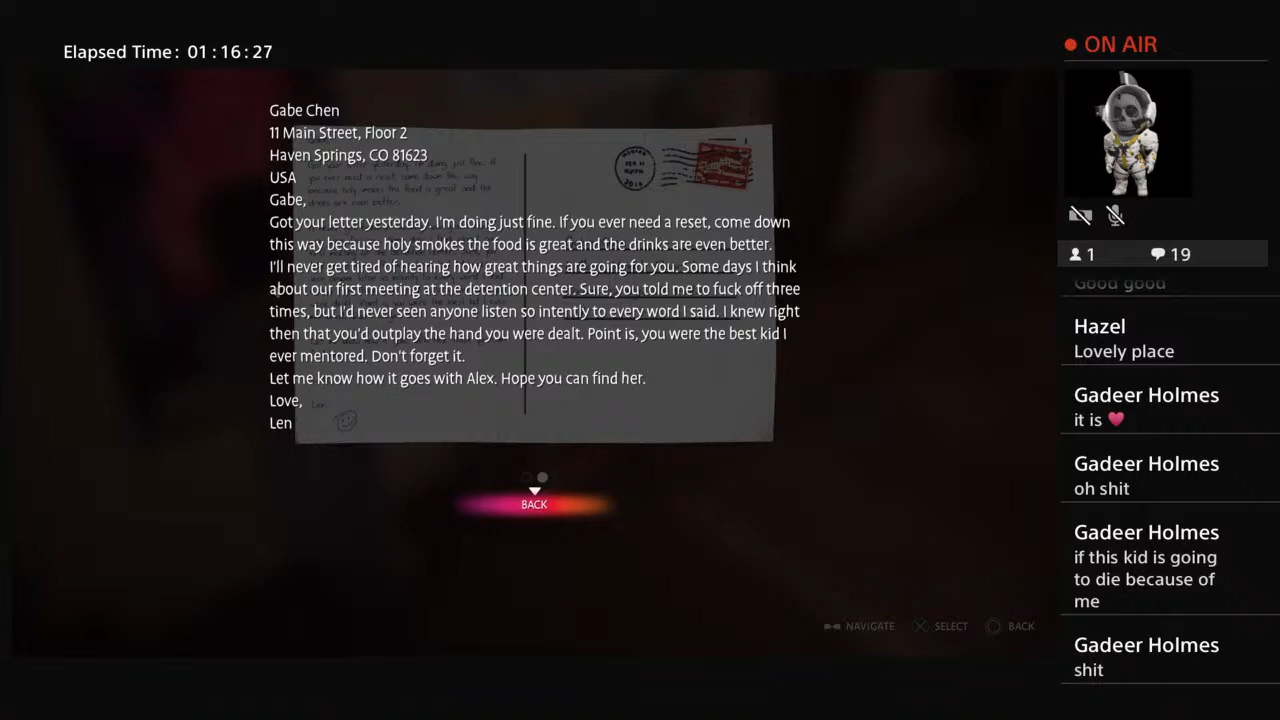 Elapsed Time: 01:16:27
ON AIR
Gabe Chen
11 Main Street, Floor 2
Haven Springs, CO 81623
USA
Gabe,
Got your letter yesterday. I'm doing just fine. If you ever need a reset, come down
this way because holy smokes the food is great and the drinks are even better.
I'll never get tired of hearing how great things are going for you. Some days I think
about our first meeting at the detention center. Sure, you told me to fuck off three
times, but I'd never seen anyone listen so intently to every word I said. I knew right
then that you'd outplay the hand you were dealt. Point is, you were the best kid I
ever mentored. Don't forget it.
Let me know how it goes with Alex. Hope you can find her.
Love,
Len
BACK
NAVIGATE SELECT BACK
1 19
Good good
Hazel
Lovely place
Gadeer Holmes
it is
Gadeer Holmes
oh shit
Gadeer Holmes
if this kid is going
to die because of
me
Gadeer Holmes
shit